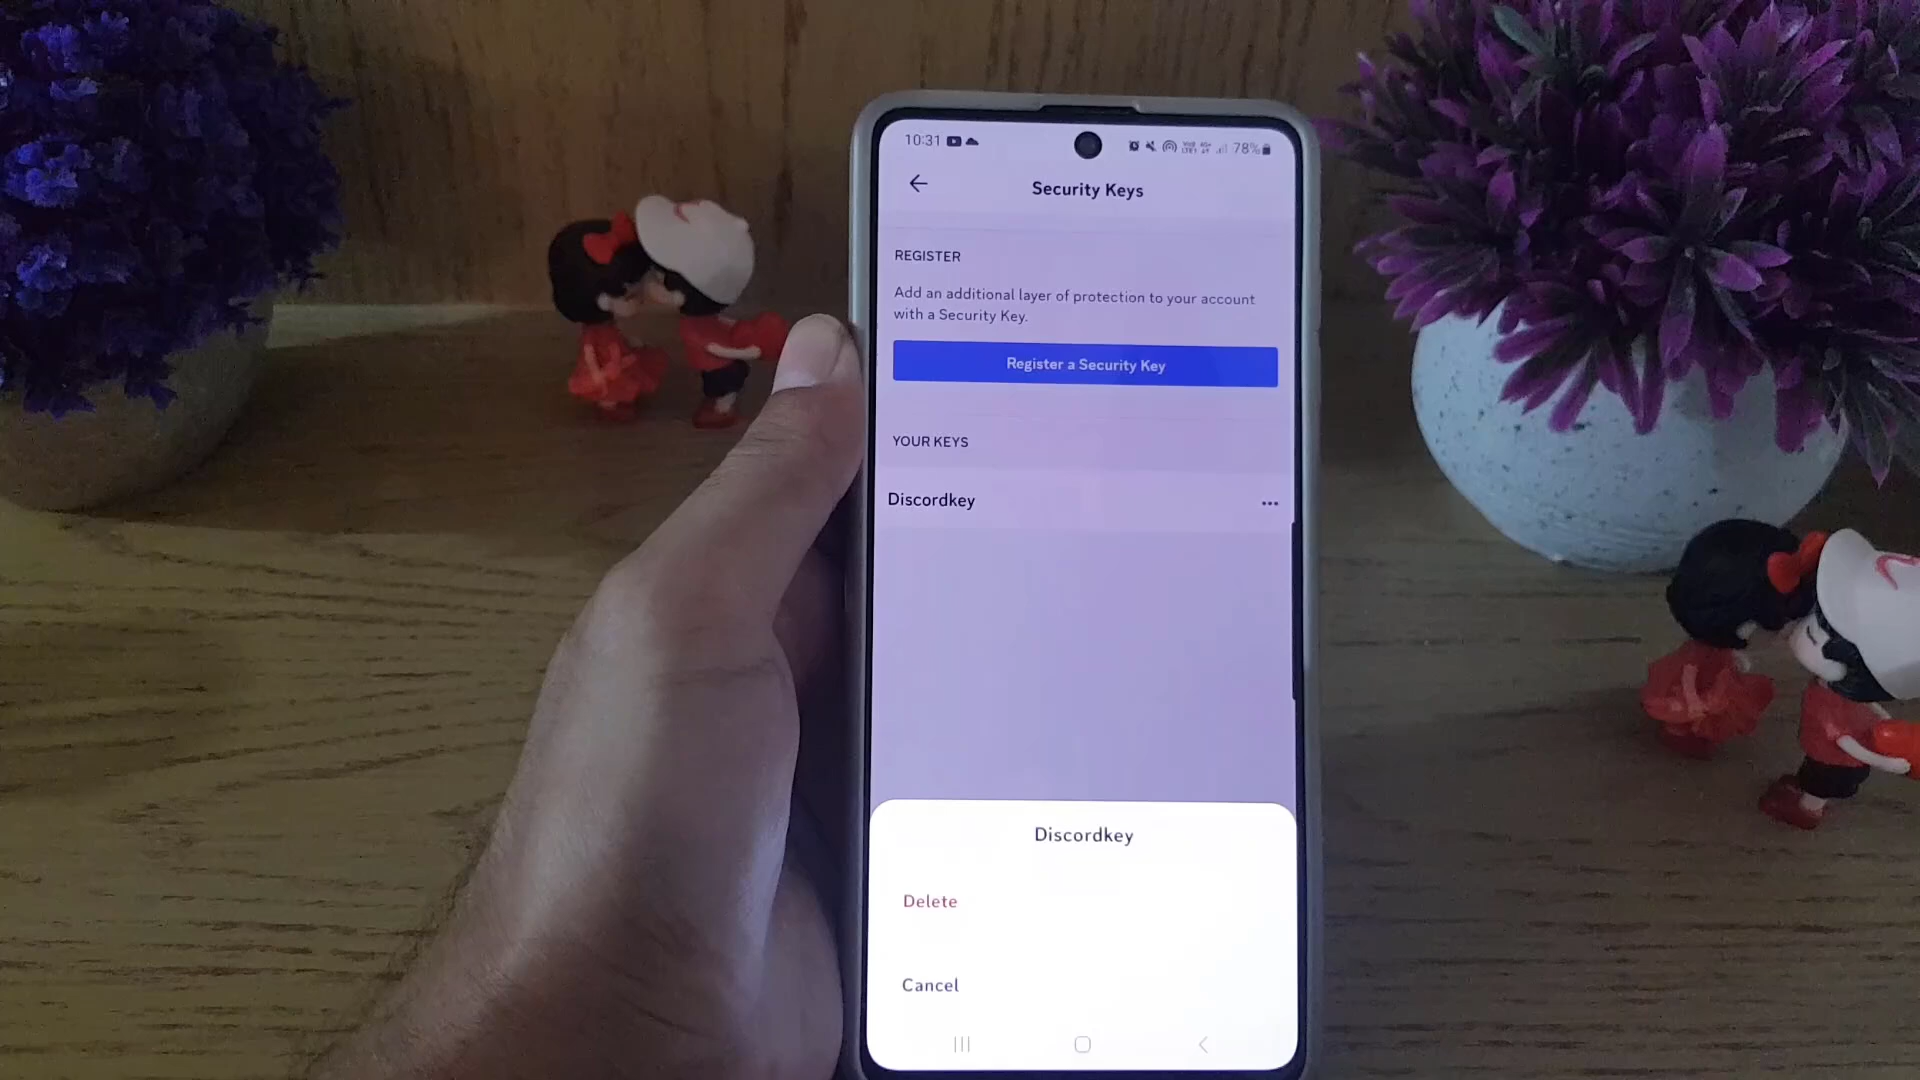 10:31 78%
Security Keys
REGISTER
Add an additional layer of protection to your account
with a Security Key.
Register a Security Key
YOUR KEYS
Discordkey
Discordkey
Delete
Cancel